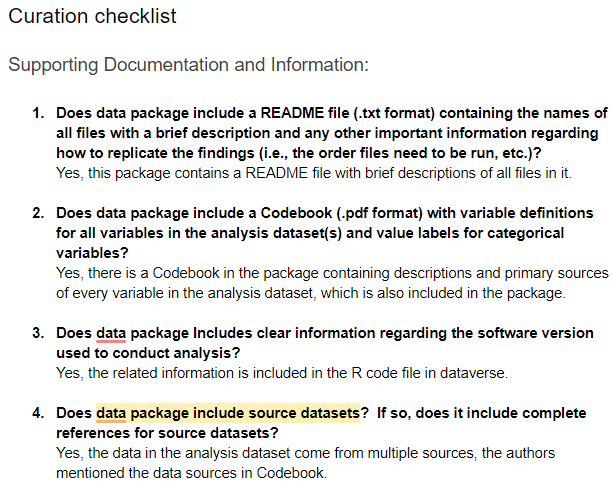 Curation checklist
Supporting Documentation and Information:
1. Does data package include a README file (.txt format) containing the names of
all files with a brief description and any other important information regarding
how to replicate the findings (i.e., the order files need to be run, etc.)?
Yes, this package contains a README file with brief descriptions of all files in it.
2. Does data package include a Codebook (.pdf format) with variable definitions
for all variables in the analysis dataset(s) and value labels for categorical
variables?
Yes, there is a Codebook in the package containing descriptions and primary sources
of every variable in the analysis dataset, which is also included in the package.
3. Does data package Includes clear information regarding the software version
used to conduct analysis?
Yes, the related information is included in the R code file in dataverse.
4. Does data package include source datasets? If so, does it include complete
references for source datasets?
Yes, the data in the analysis dataset come from multiple sources, the authors
mentioned the data sources in Codebook.